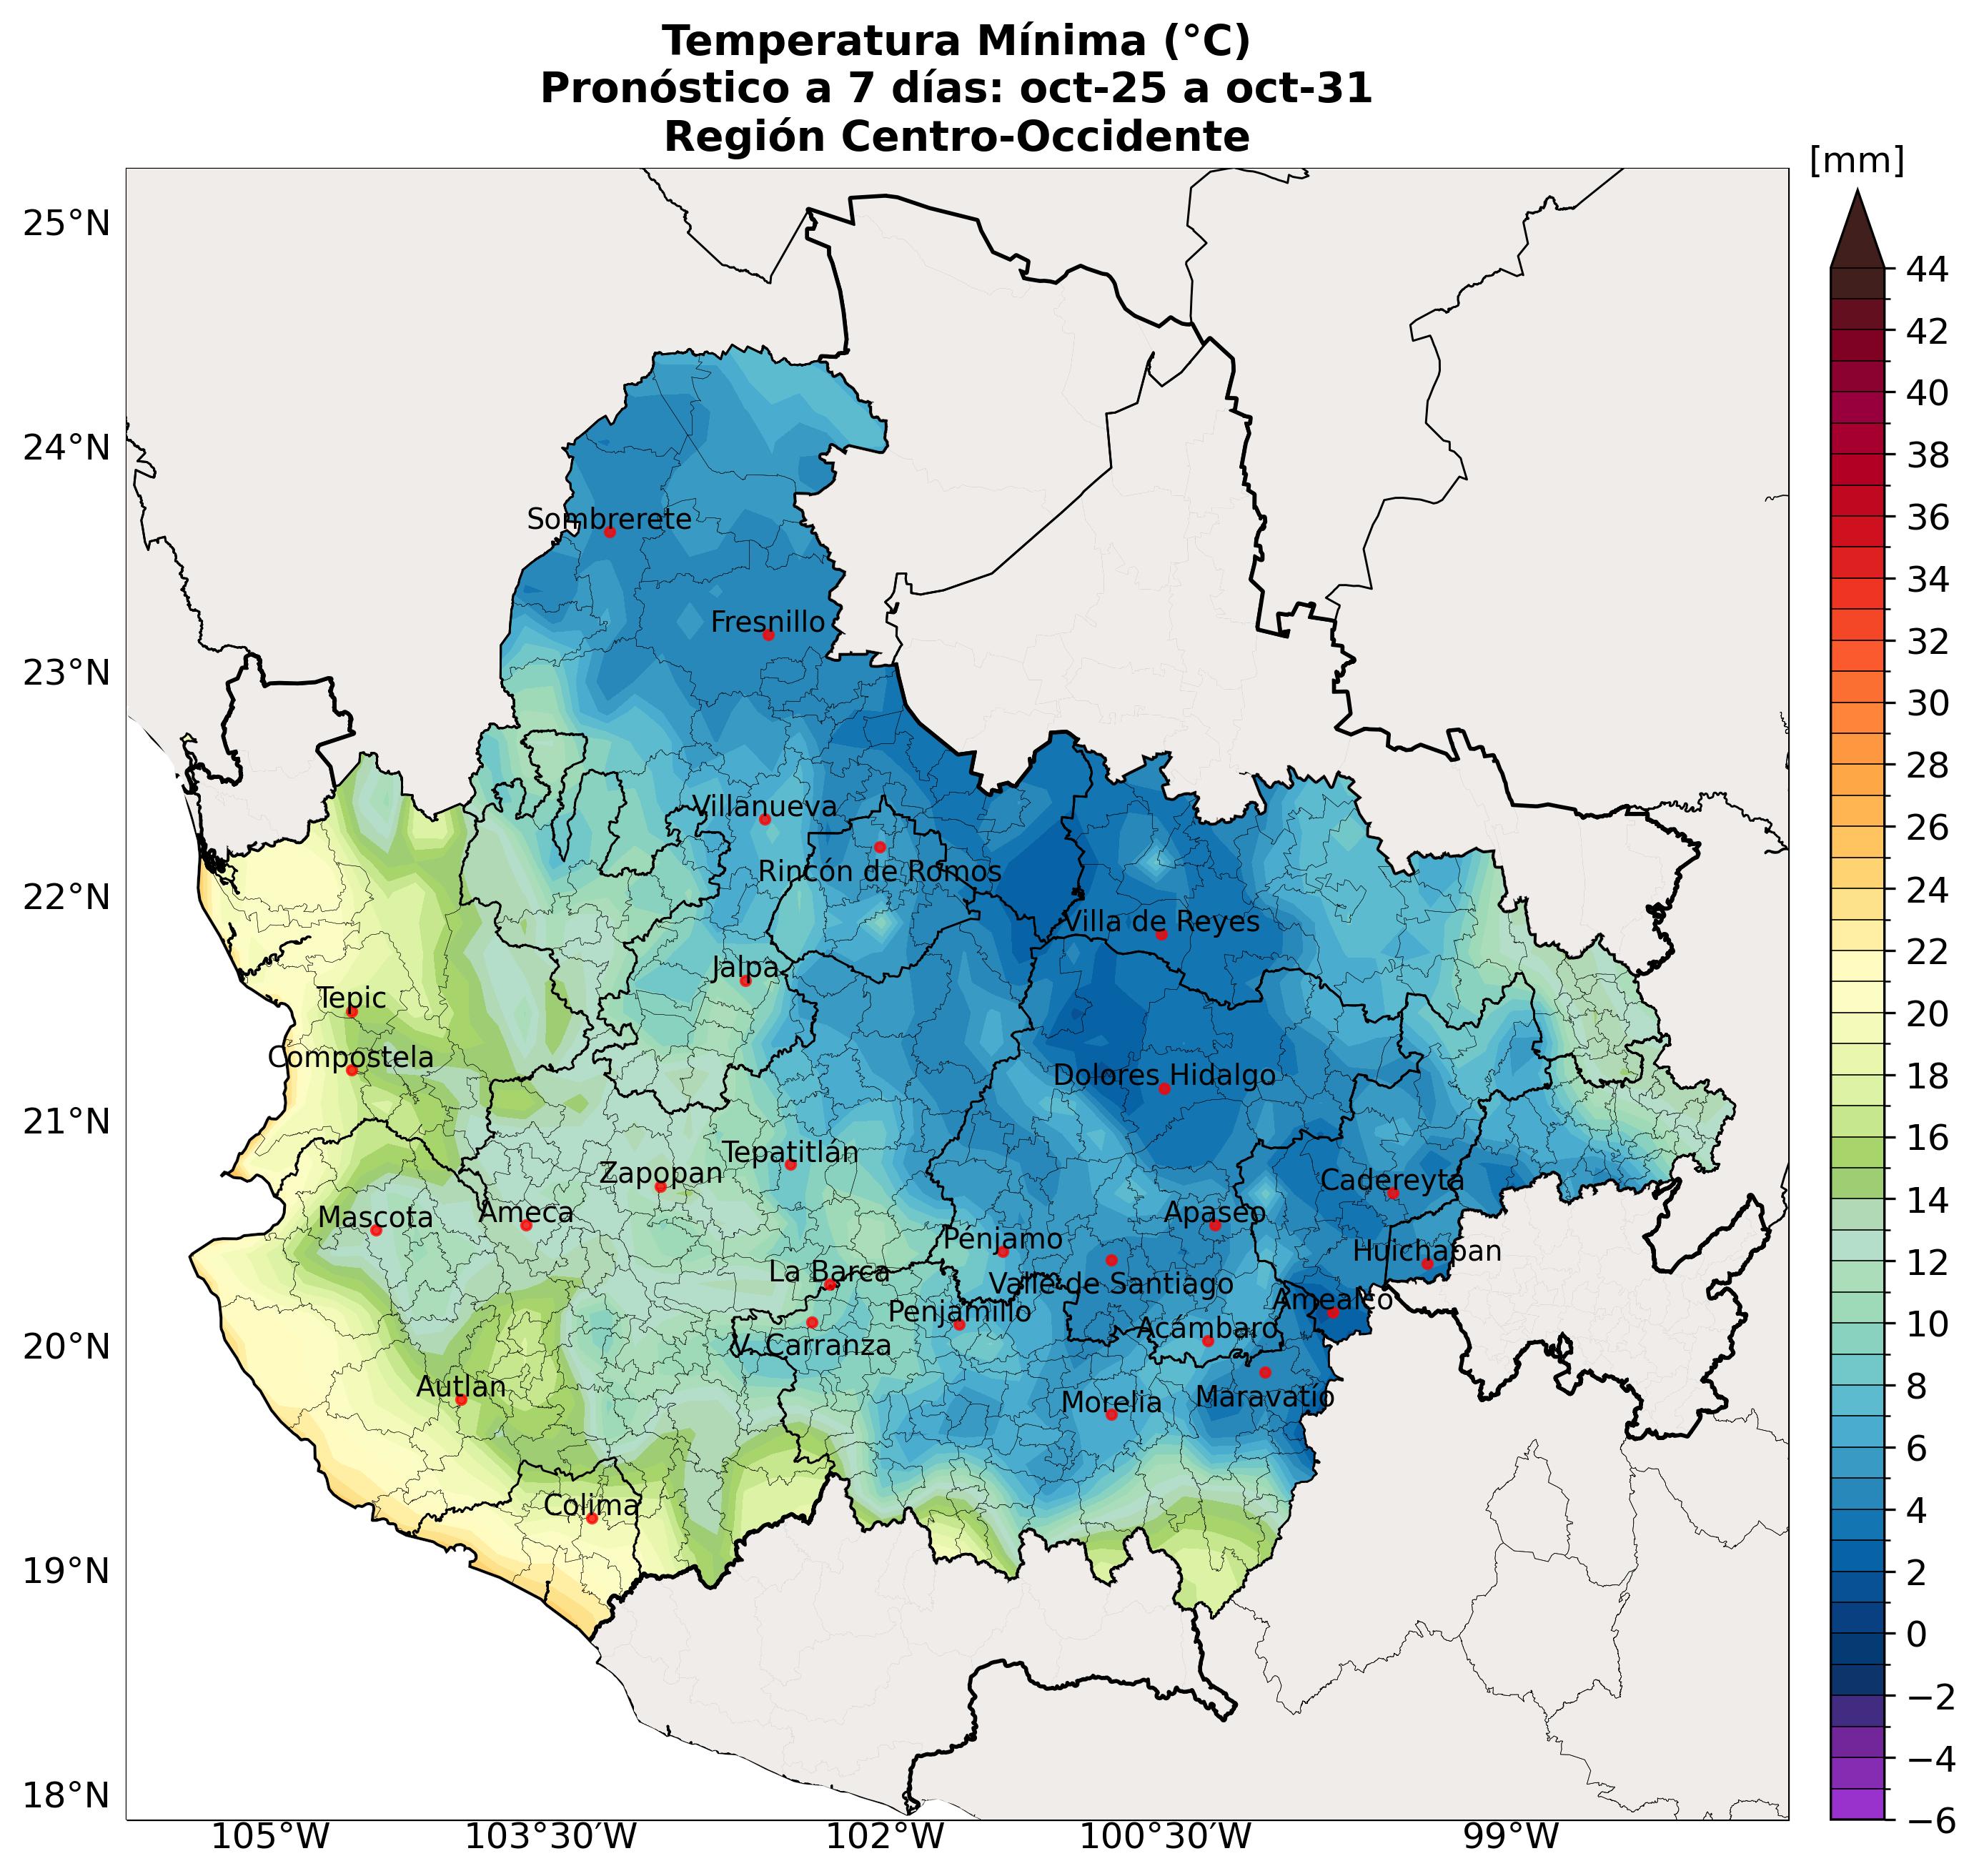 Temperatura Mínima (°C)
Pronóstico a 7 días: oct-25 a oct-31
Región Centro-Occidente
[mm]
25°N
24°N
23°N
22°N
21°N
20°N
19°N
18°N
105°W
103°30'W
102°W
100°30'W
99°W
44
42
40
38
36
34
32
30
28
26
24
22
20
18
16
14
12
10
8
6
4
2
0
−2
−4
−6
Sombrerete
Fresnillo
Villanueva
Rincón de Romos
Villa de Reyes
Jalpa
Tepic
Compostela
Dolores Hidalgo
Tepatitlán
Zapopan
Cadereyta
Mascota
Ameca
Apaseo
Pénjamo
Huichapan
La Barca
Valle de Santiago
Amealco
Penjamillo
Acámbaro
V. Carranza
Autlan
Morelia
Maravatio
Colima